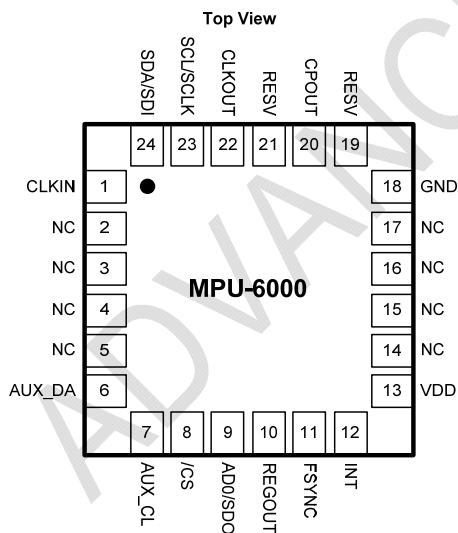 Top View
SDA/SDI
SCL/SCLK
CLKOUT
RESV
CPOUT
RESV
24 23 22 21 20 19
CLKIN 1 18 GND
NC 2 17 NC
NC 3 16 NC
MPU-6000
NC 4 15 NC
NC 5 14 NC
AUX_DA 6 13 VDD
7 8 9 10 11 12
AUX_CL
/CS
AD0/SDO
REGOUT
FSYNC
INT
ADVANC